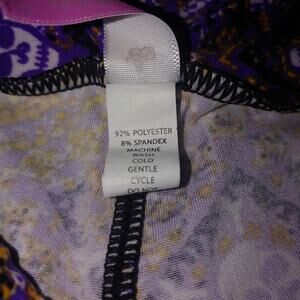 92% POLYESTER
8% SPANDEX
MACHINE
WASH
COLD
GENTLE
CYCLE
DO NOT